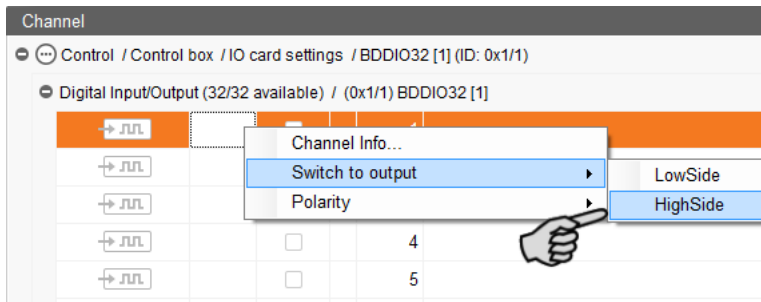 Channel
Control / Control box / IO card settings / BDDIO32 [1] (ID: 0x1/1)
Digital Input/Output (32/32 available) / (0x1/1) BDDIO32 [1]
Channel Info...
Switch to output
LowSide
Polarity
HighSide
4
5